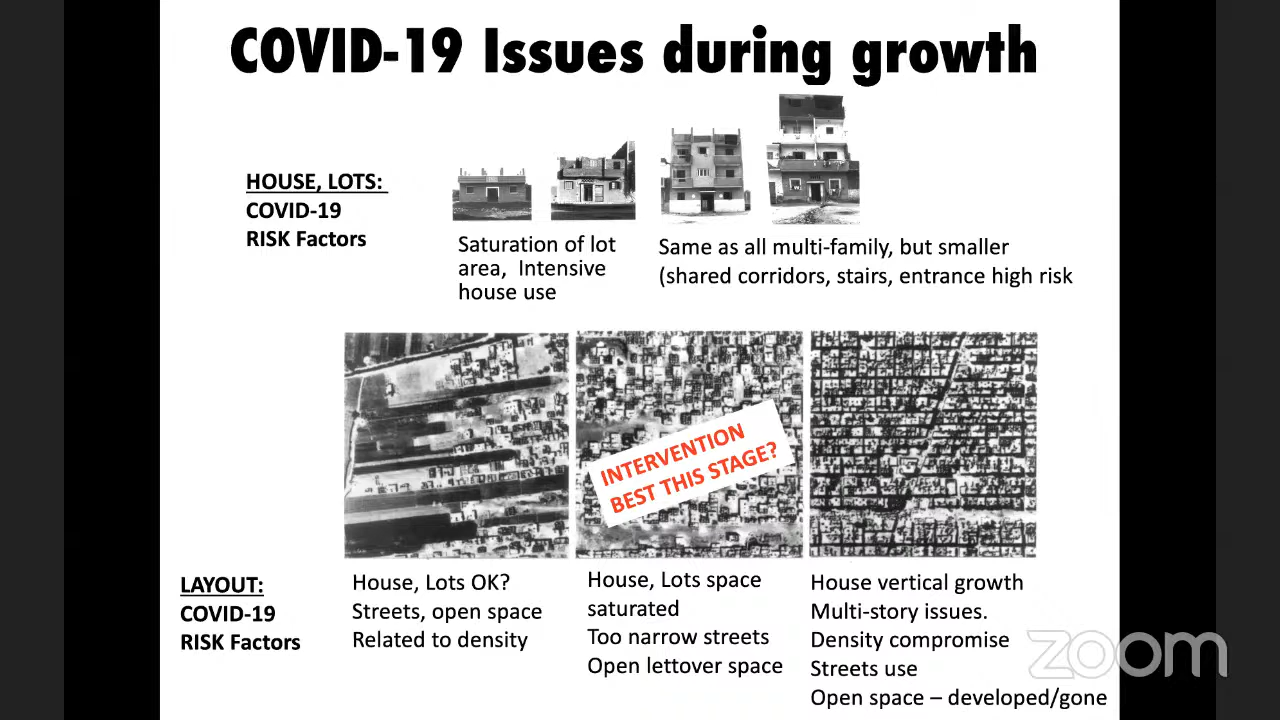 COVID-19 Issues during growth
HOUSE, LOTS:
COVID-19
RISK Factors
Saturation of lot
area, Intensive
house use
Same as all multi-family, but smaller
(shared corridors, stairs, entrance high risk
INTERVENTION
BEST THIS STAGE?
LAYOUT:
COVID-19
RISK Factors
House, Lots OK?
Streets, open space
Related to density
House, Lots space
saturated
Too narrow streets
Open lettover space
House vertical growth
Multi-story issues.
Density compromise
Streets use
Open space – developed/gone
zoom